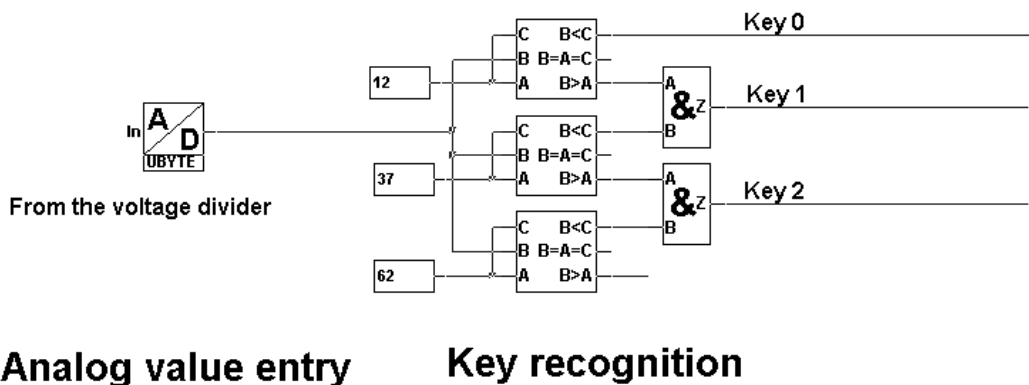 Key 0
C B<C
B B=A=C
A B>A
12
A
&
Z
B
Key 1
In
A
D
UBYTE
C B<C
B B=A=C
A B>A
37
A
&
Z
B
Key 2
From the voltage divider
C B<C
B B=A=C
A B>A
62
Analog value entry
Key recognition